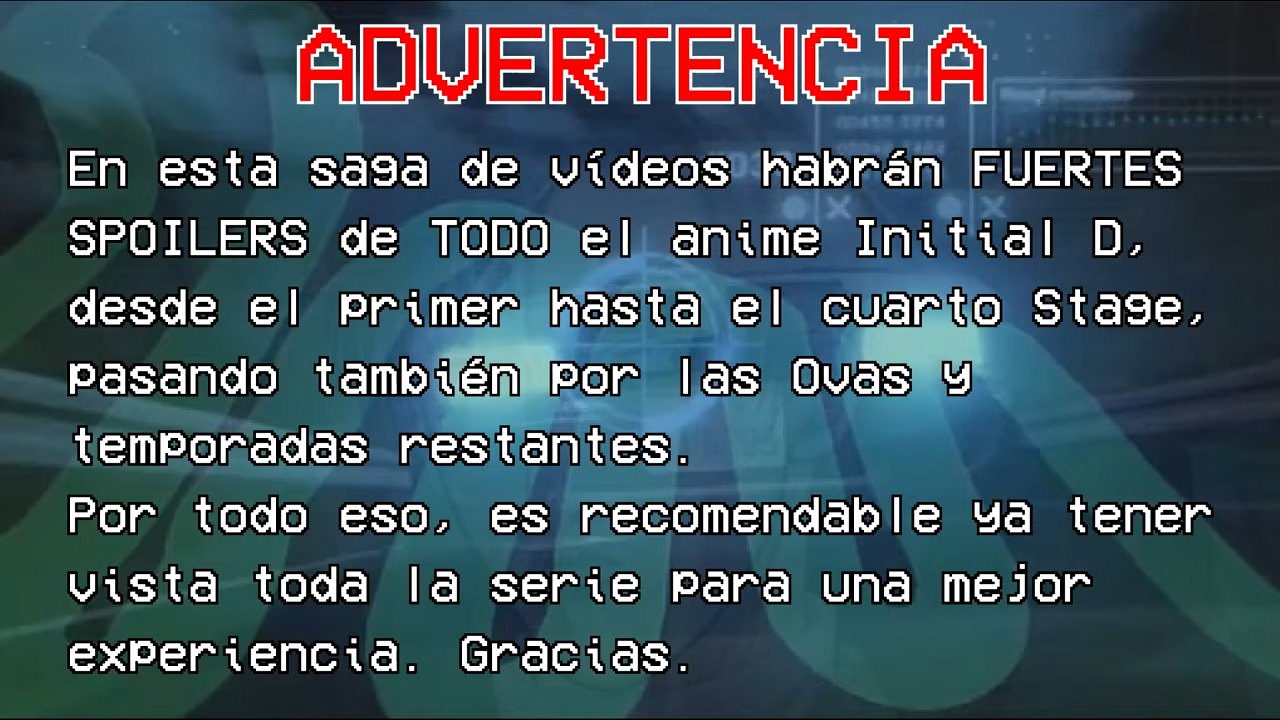 ADVERTENCIA
En esta saga de vídeos habrán FUERTES
SPOILERS de TODO el anime Initial D,
desde el primer hasta el cuarto Stage,
pasando también por las Ovas y
temporadas restantes.
Por todo eso, es recomendable ya tener
vista toda la serie para una mejor
experiencia. Gracias.